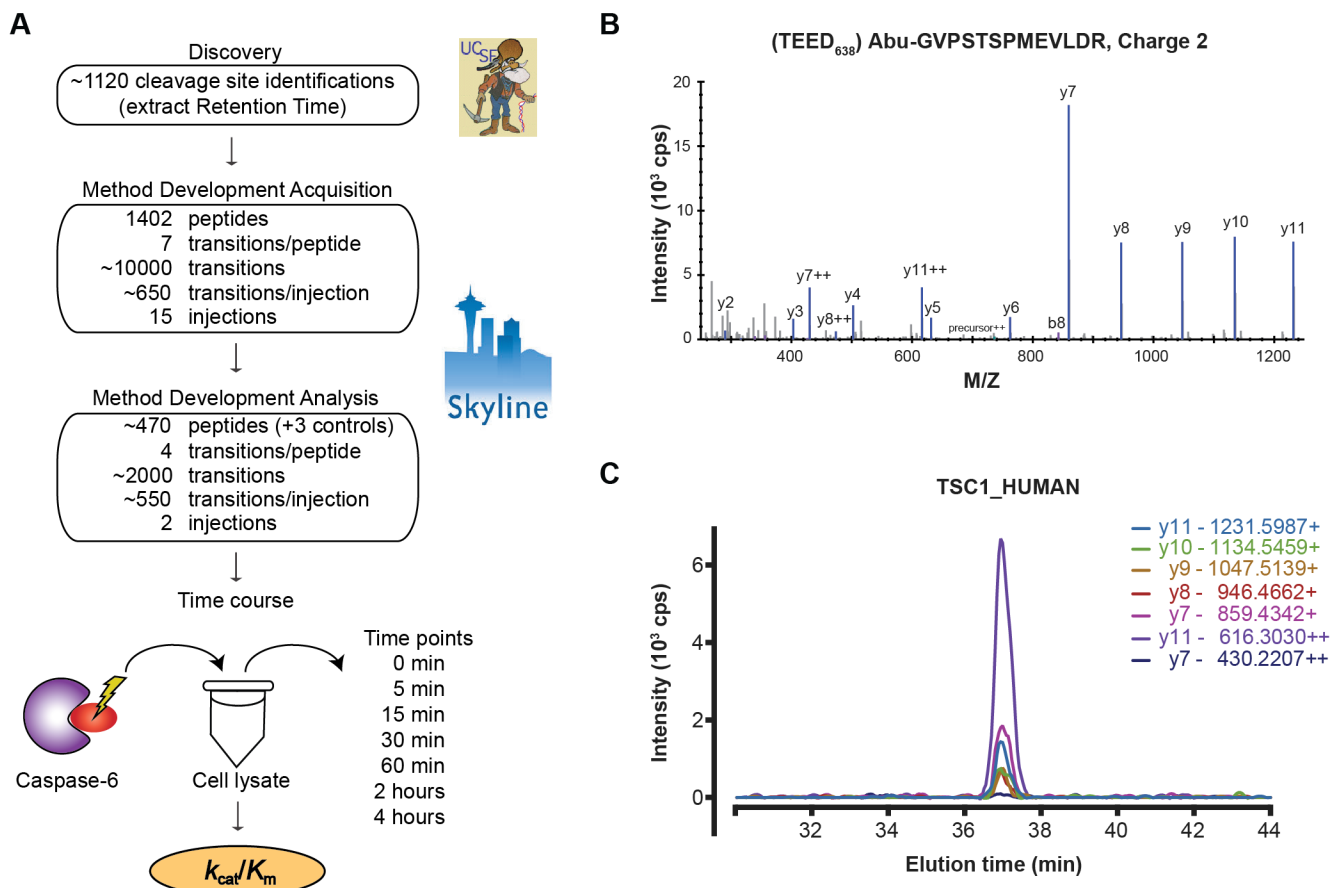 A
Discovery
~1120 cleavage site identifications
(extract Retention Time)
UC
SF
Method Development Acquisition
1402 peptides
7 transitions/peptide
~10000 transitions
~650 transitions/injection
15 injections
Method Development Analysis
~470 peptides (+3 controls)
4 transitions/peptide
~2000 transitions
~550 transitions/injection
2 injections
Skyline
Time course
Caspase-6
Cell lysate
Time points
0 min
5 min
15 min
30 min
60 min
2 hours
4 hours
kcat/Km
B
(TEED638) Abu-GVPSTSPMEVLDR, Charge 2
Intensity (10³ cps)
20
15
10
5
0
y2
y3
y7++
y8++
y4
y11++
y5
precursor++
y6
b8
y7
y8
y9
y10
y11
400 600 800 1000 1200
M/Z
C
TSC1_HUMAN
Intensity (10³ cps)
6
4
2
0
y11 - 1231.5987+
y10 - 1134.5459+
y9 - 1047.5139+
y8 - 946.4662+
y7 - 859.4342+
y11 - 616.3030++
y7 - 430.2207++
32 34 36 38 40 42 44
Elution time (min)